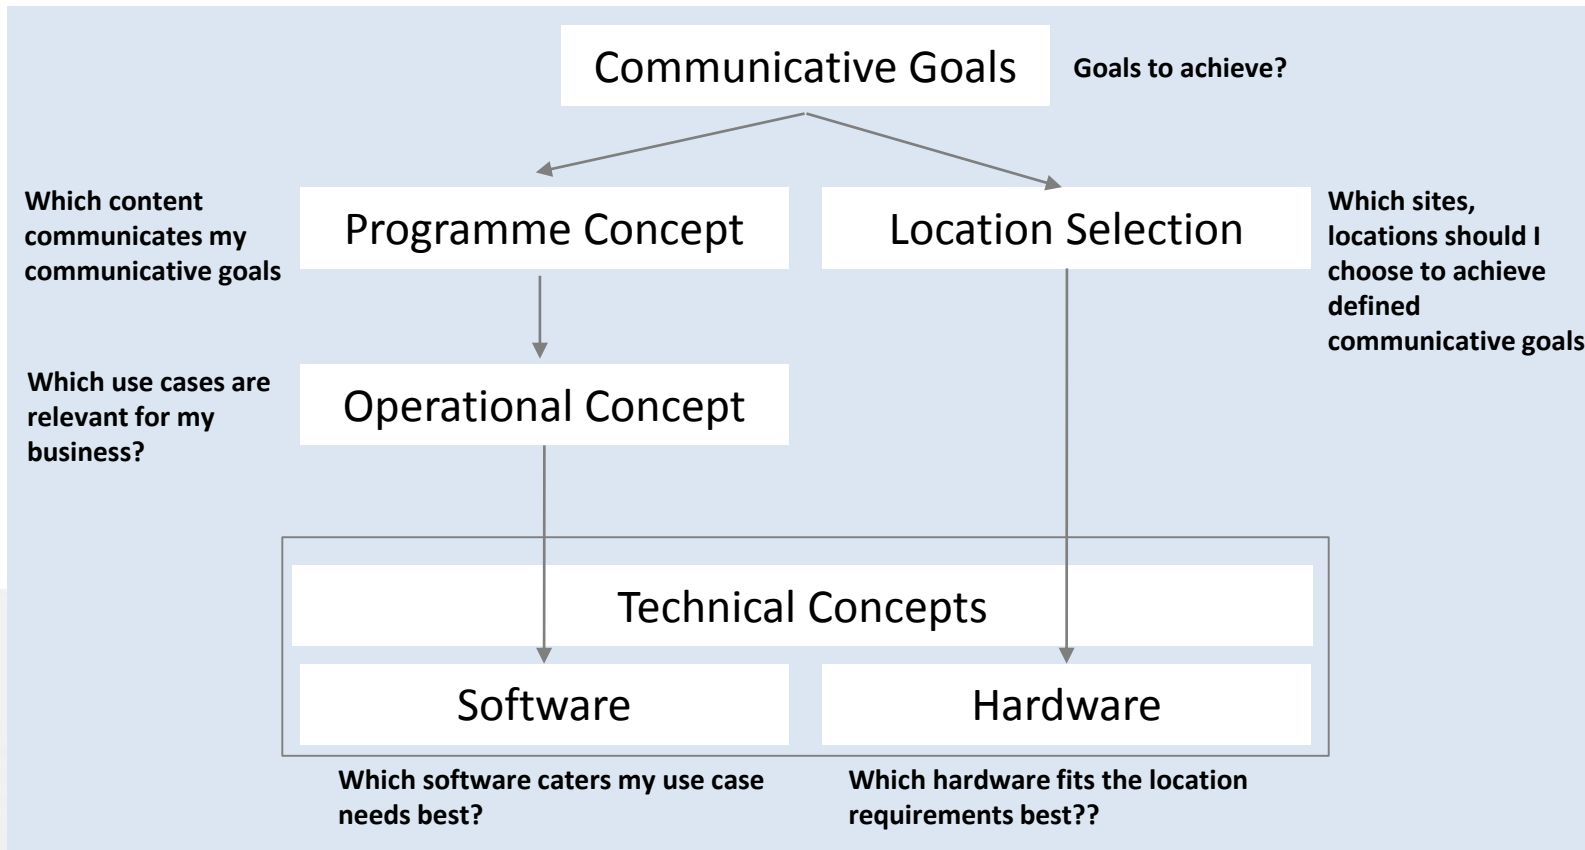 Communicative Goals
Goals to achieve?
Which content
communicates my
communicative goals
Programme Concept
Location Selection
Which sites,
locations should I
choose to achieve
defined
communicative goals
Which use cases are
relevant for my
business?
Operational Concept
Technical Concepts
Software
Hardware
Which software caters my use case
needs best?
Which hardware fits the location
requirements best??